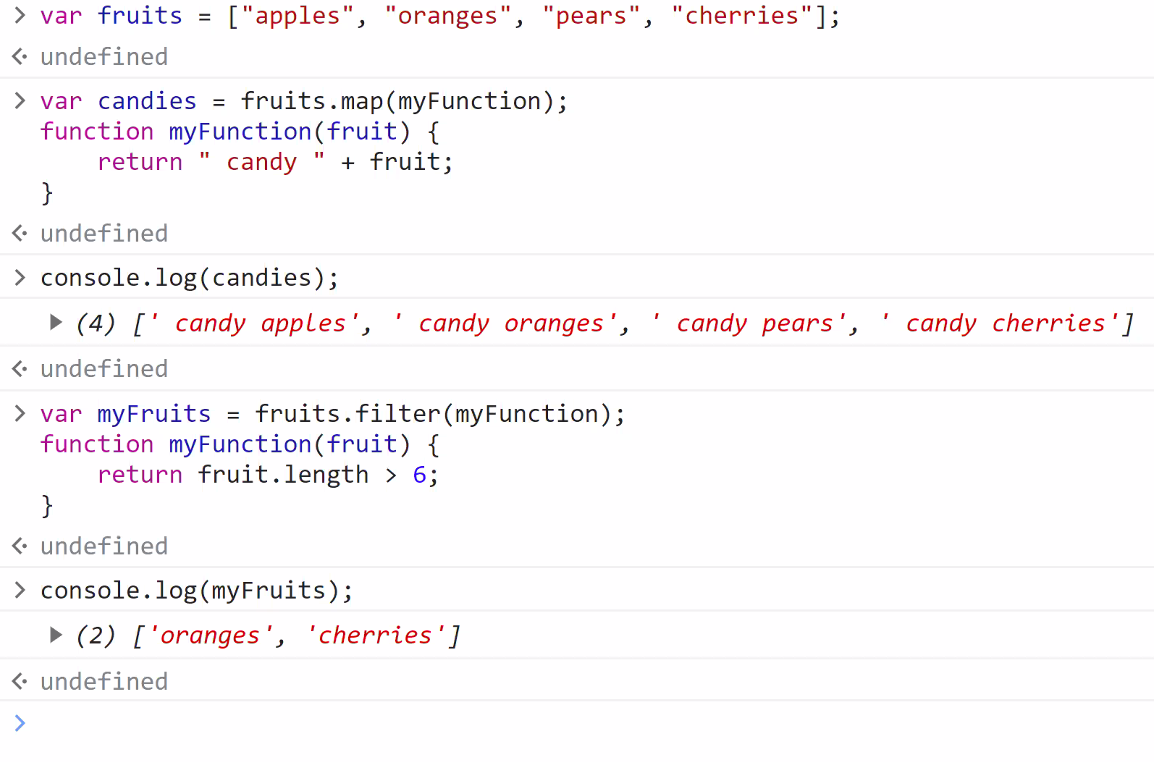 > var fruits = ["apples", "oranges", "pears", "cherries"];
<· undefined
> var candies = fruits.map(myFunction);
function myFunction(fruit) {
    return " candy " + fruit;
}
<· undefined
> console.log(candies);
▶ (4) [' candy apples', ' candy oranges', ' candy pears', ' candy cherries']
<· undefined
> var myFruits = fruits.filter(myFunction);
function myFunction(fruit) {
    return fruit.length > 6;
}
<· undefined
> console.log(myFruits);
▶ (2) ['oranges', 'cherries']
<· undefined
>